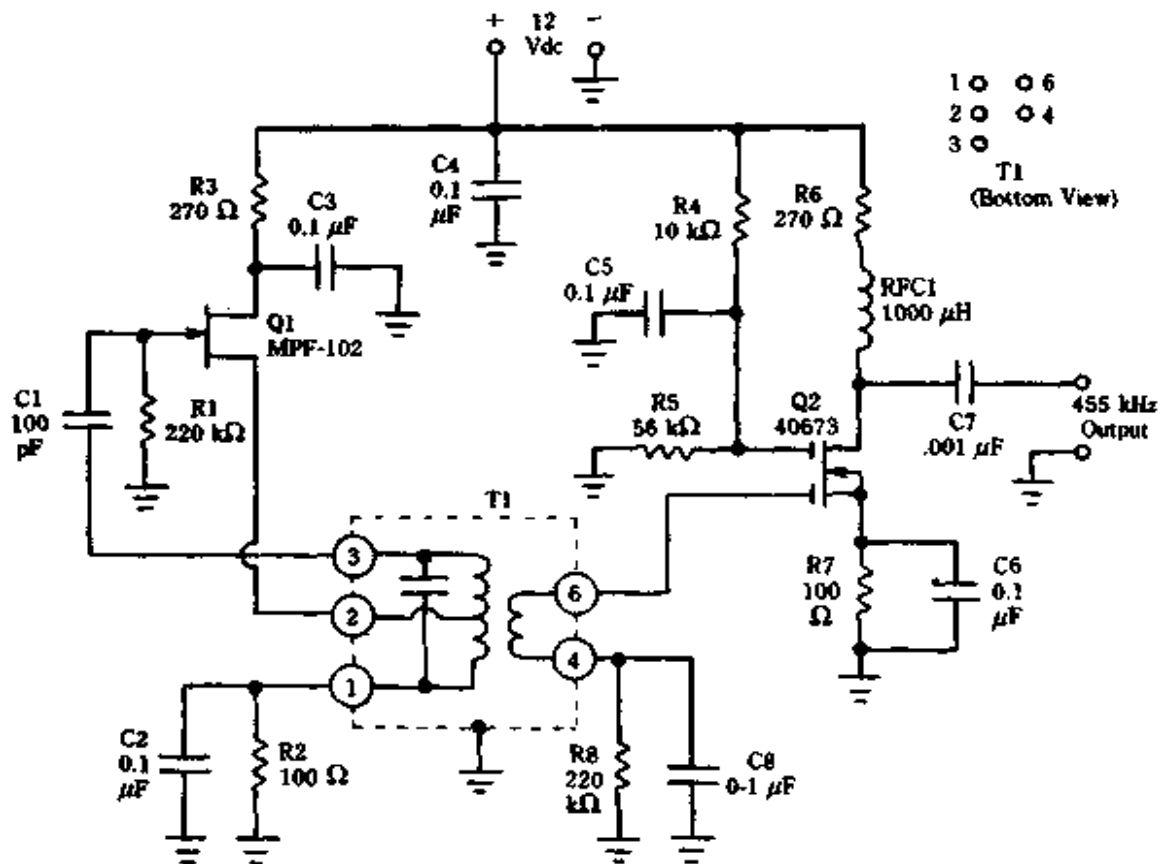 + 12 -
Vdc
1 6
2 4
3
T1
(Bottom View)
R3
270 Ω
C3
0.1 μF
C4
0.1
μF
R4
10 kΩ
R6
270 Ω
C5
0.1 μF
RFC1
1000 μH
Q1
MPF-102
C1
100
pF
R1
220 kΩ
R5
56 kΩ
Q2
40673
C7
.001 μF
455 kHz
Output
T1
3
2
1
6
4
R7
100
Ω
C6
0.1
μF
C2
0.1
μF
R2
100 Ω
R8
220
kΩ
C8
0-1 μF